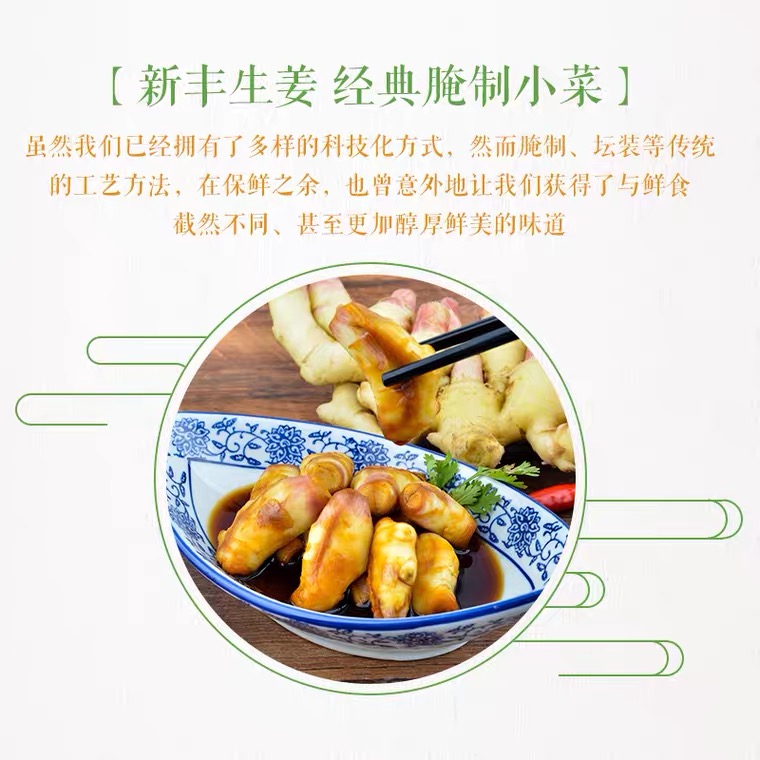 【新丰生姜 经典腌制小菜】
虽然我们已经拥有了多样的科技化方式，然而腌制、坛装等传统
的工艺方法，在保鲜之余，也曾意外地让我们获得了与鲜食
截然不同、甚至更加醇厚鲜美的味道